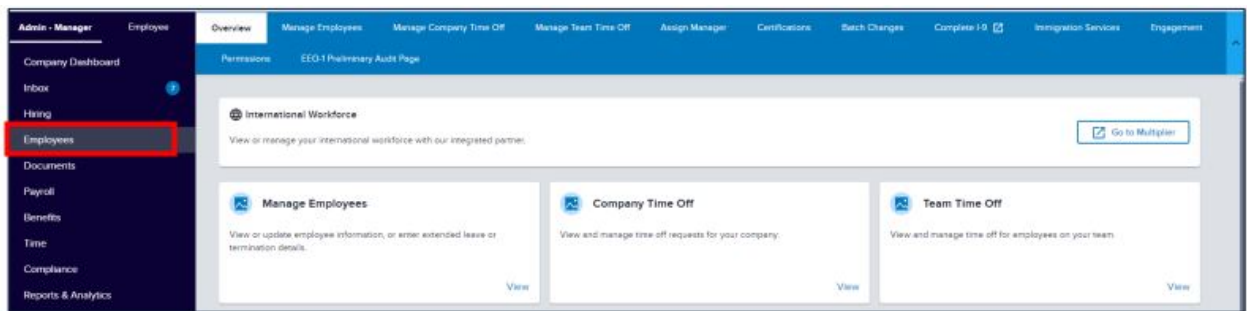 Admin - Manager Employee
Company Dashboard
Inbox 7
Hiring
Employees
Documents
Payroll
Benefits
Time
Compliance
Reports & Analytics
Overview Manage Employees Manage Company Time Off Manage Team Time Off Assign Manager Certifications Batch Changes Complete I-9 Immigration Services Engagement
Permissions EEO-1 Preliminary Audit Page
International Workforce
View or manage your international workforce with our integrated partner.
Go to Multiplier
Manage Employees
View or update employee information, or enter extended leave or
termination details.
View
Company Time Off
View and manage time off requests for your company.
View
Team Time Off
View and manage time off for employees on your team.
View